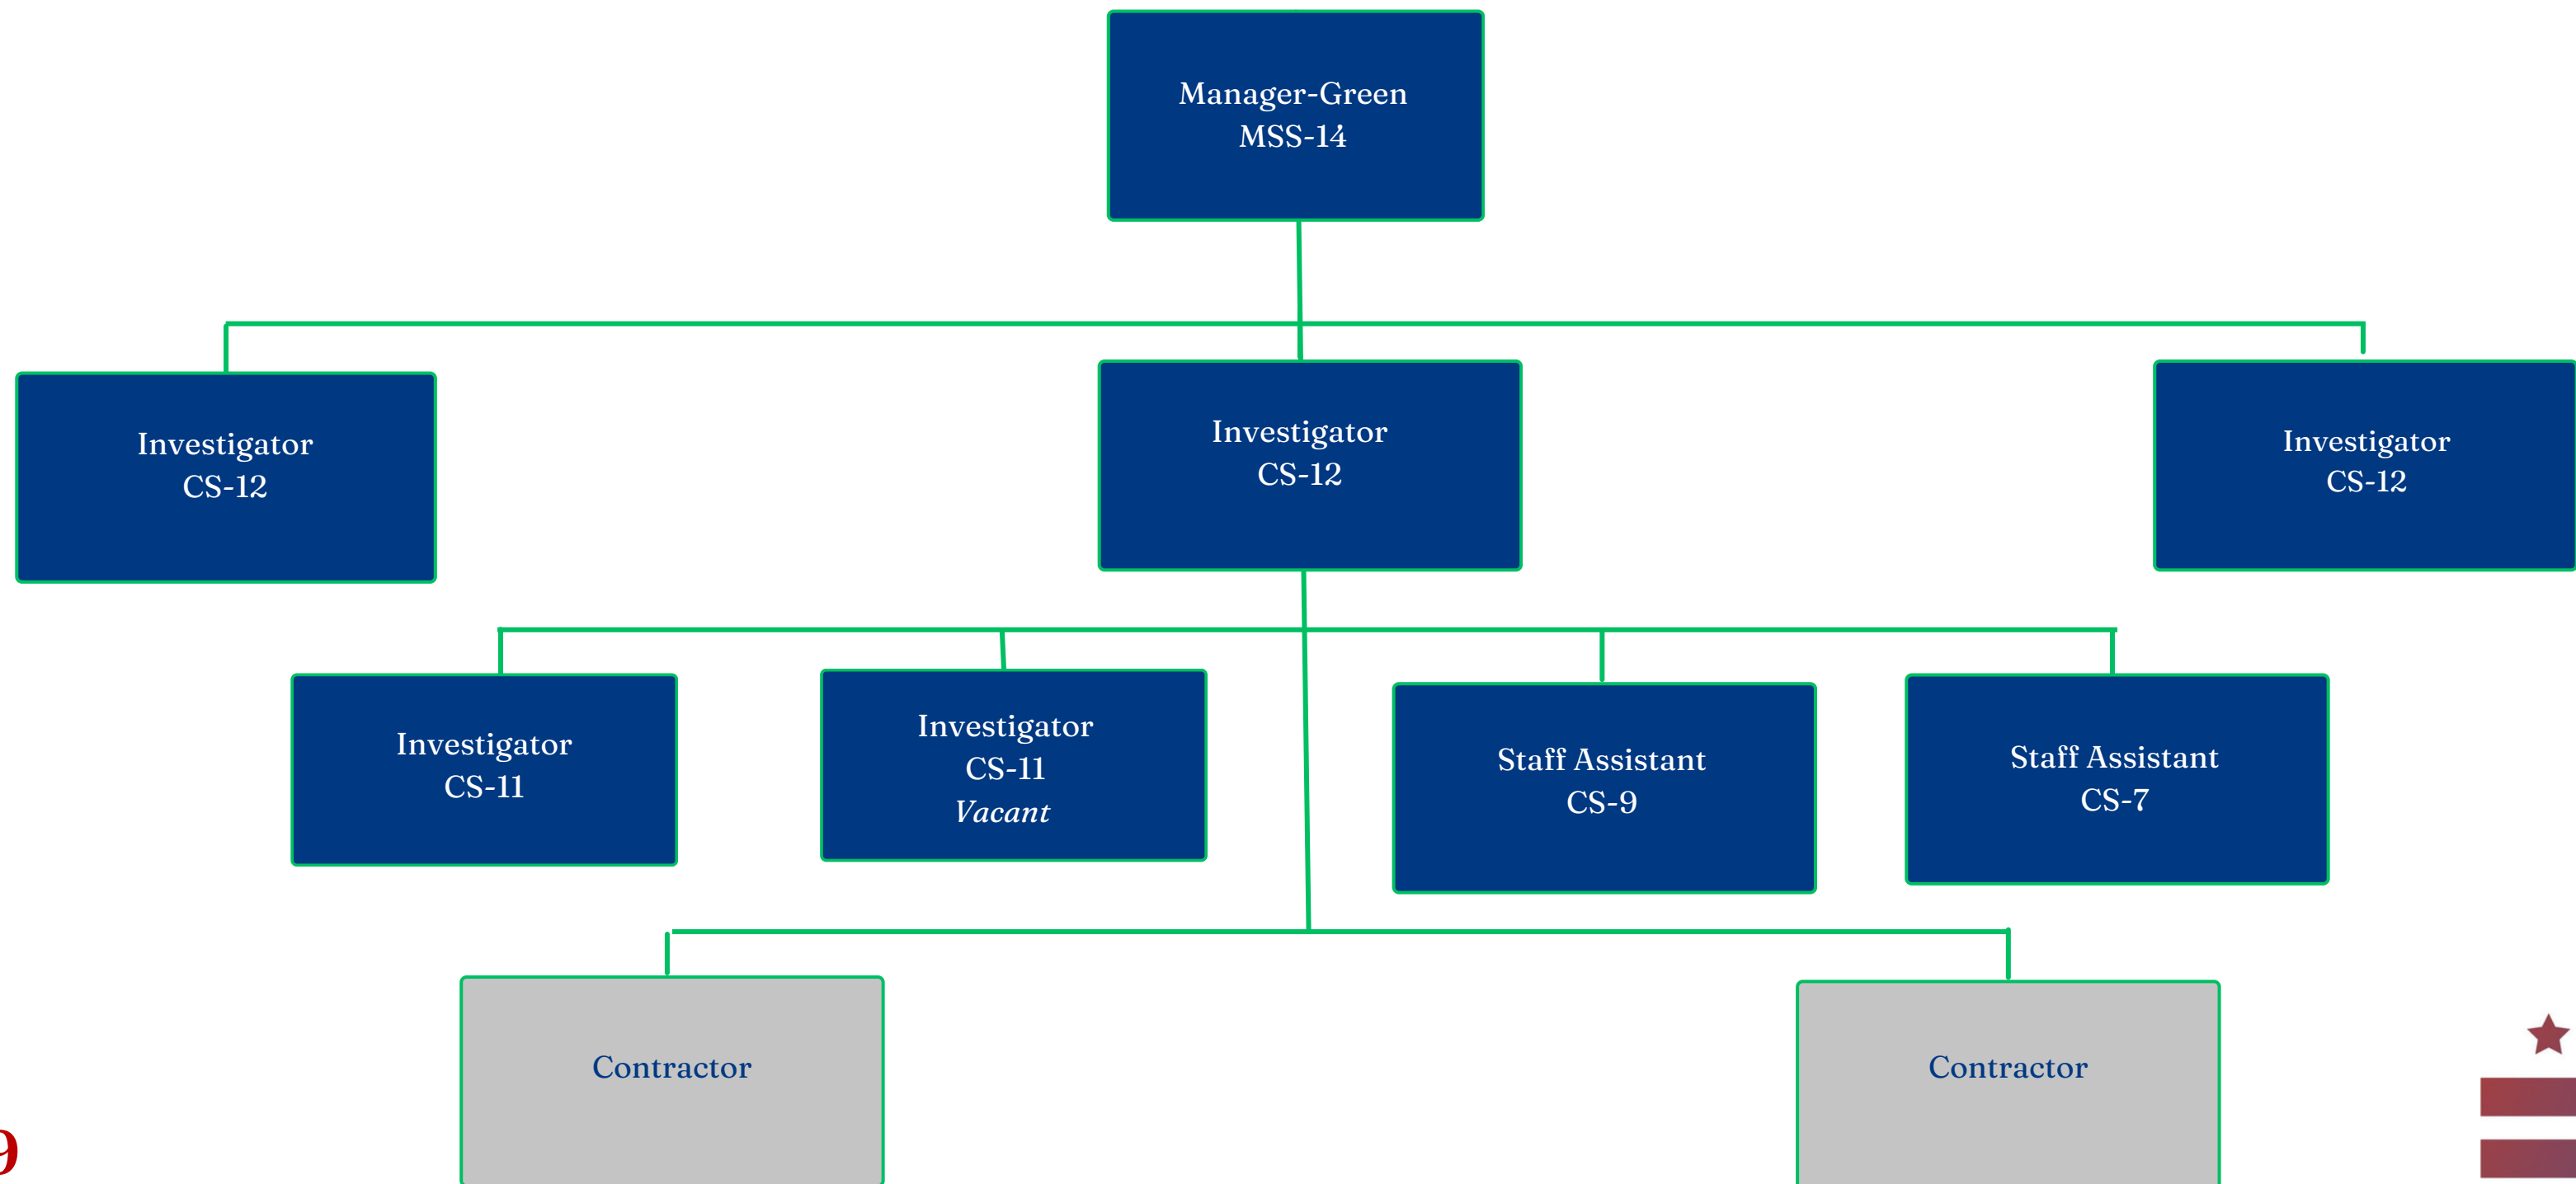 Manager-Green
MSS-14
Investigator
CS-12
Investigator
CS-12
Investigator
CS-12
Investigator
CS-11
Investigator
CS-11
Vacant
Staff Assistant
CS-9
Staff Assistant
CS-7
Contractor
Contractor
9